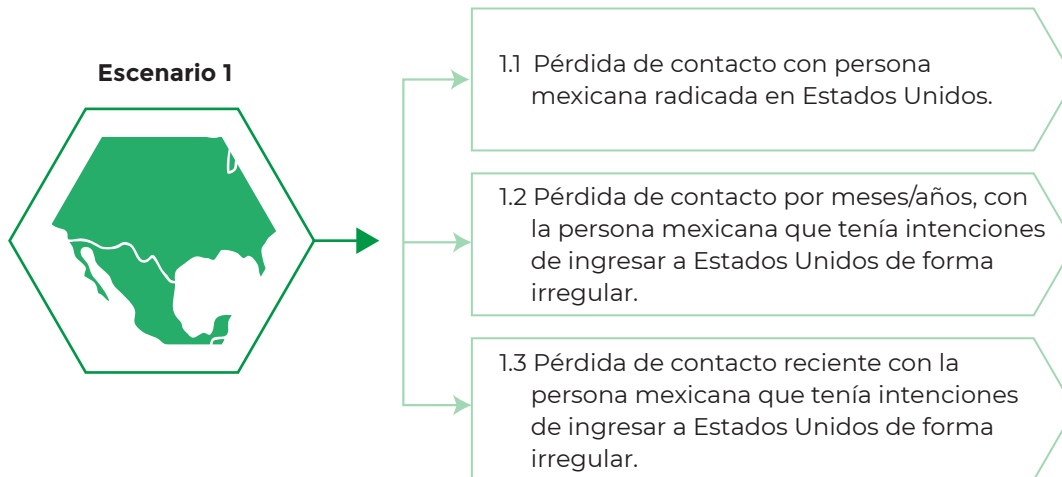 Escenario 1
1.1 Pérdida de contacto con persona
mexicana radicada en Estados Unidos.
1.2 Pérdida de contacto por meses/años, con
la persona mexicana que tenía intenciones
de ingresar a Estados Unidos de forma
irregular.
1.3 Pérdida de contacto reciente con la
persona mexicana que tenía intenciones
de ingresar a Estados Unidos de forma
irregular.